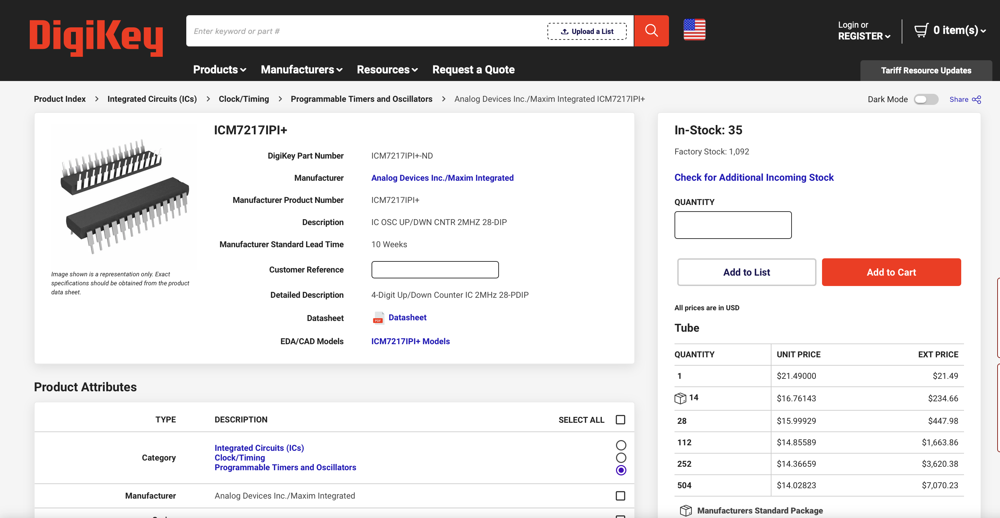 DigiKey
Enter keyword or part #
Upload a List
Login or
REGISTER
0 item(s)
Products
Manufacturers
Resources
Request a Quote
Tariff Resource Updates
Product Index > Integrated Circuits (ICs) > Clock/Timing > Programmable Timers and Oscillators > Analog Devices Inc./Maxim Integrated ICM7217IPI+
Dark Mode
Share
ICM7217IPI+
DigiKey Part Number ICM7217IPI+-ND
Manufacturer Analog Devices Inc./Maxim Integrated
Manufacturer Product Number ICM7217IPI+
Description IC OSC UP/DWN CNTR 2MHZ 28-DIP
Manufacturer Standard Lead Time 10 Weeks
Customer Reference
Detailed Description 4-Digit Up/Down Counter IC 2MHz 28-PDIP
Datasheet PDF Datasheet
EDA/CAD Models ICM7217IPI+ Models
Image shown is a representation only. Exact
specifications should be obtained from the product
data sheet.
Product Attributes
TYPE DESCRIPTION SELECT ALL
Category
Integrated Circuits (ICs)
Clock/Timing
Programmable Timers and Oscillators
Manufacturer Analog Devices Inc./Maxim Integrated
In-Stock: 35
Factory Stock: 1,092
Check for Additional Incoming Stock
QUANTITY
Add to List
Add to Cart
All prices are in USD
Tube
QUANTITY UNIT PRICE EXT PRICE
1 $21.49000 $21.49
14 $16.76143 $234.66
28 $15.99929 $447.98
112 $14.85589 $1,663.86
252 $14.36659 $3,620.38
504 $14.02823 $7,070.23
Manufacturers Standard Package